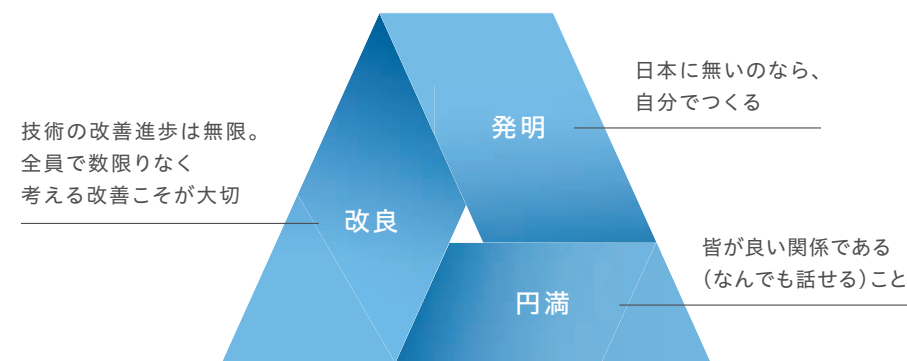 日本に無いのなら、
自分でつくる
発明
技術の改善進歩は無限。
全員で数限りなく
考える改善こそが大切
改良
皆が良い関係である
（なんでも話せる）こと
円満